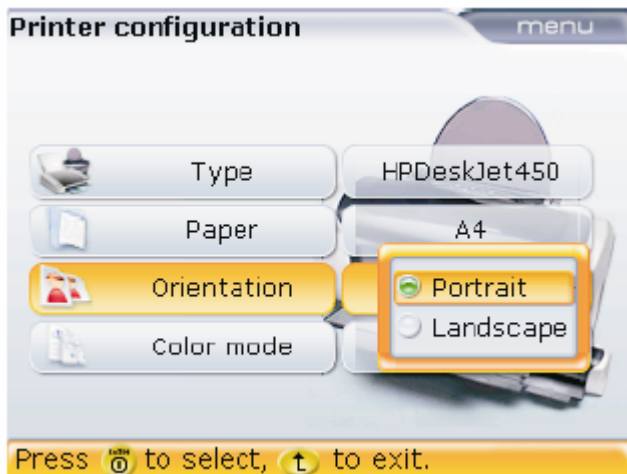 Printer configuration menu
Type HPDeskJet450
Paper A4
Orientation
Portrait
Landscape
Color mode
Press to select, to exit.